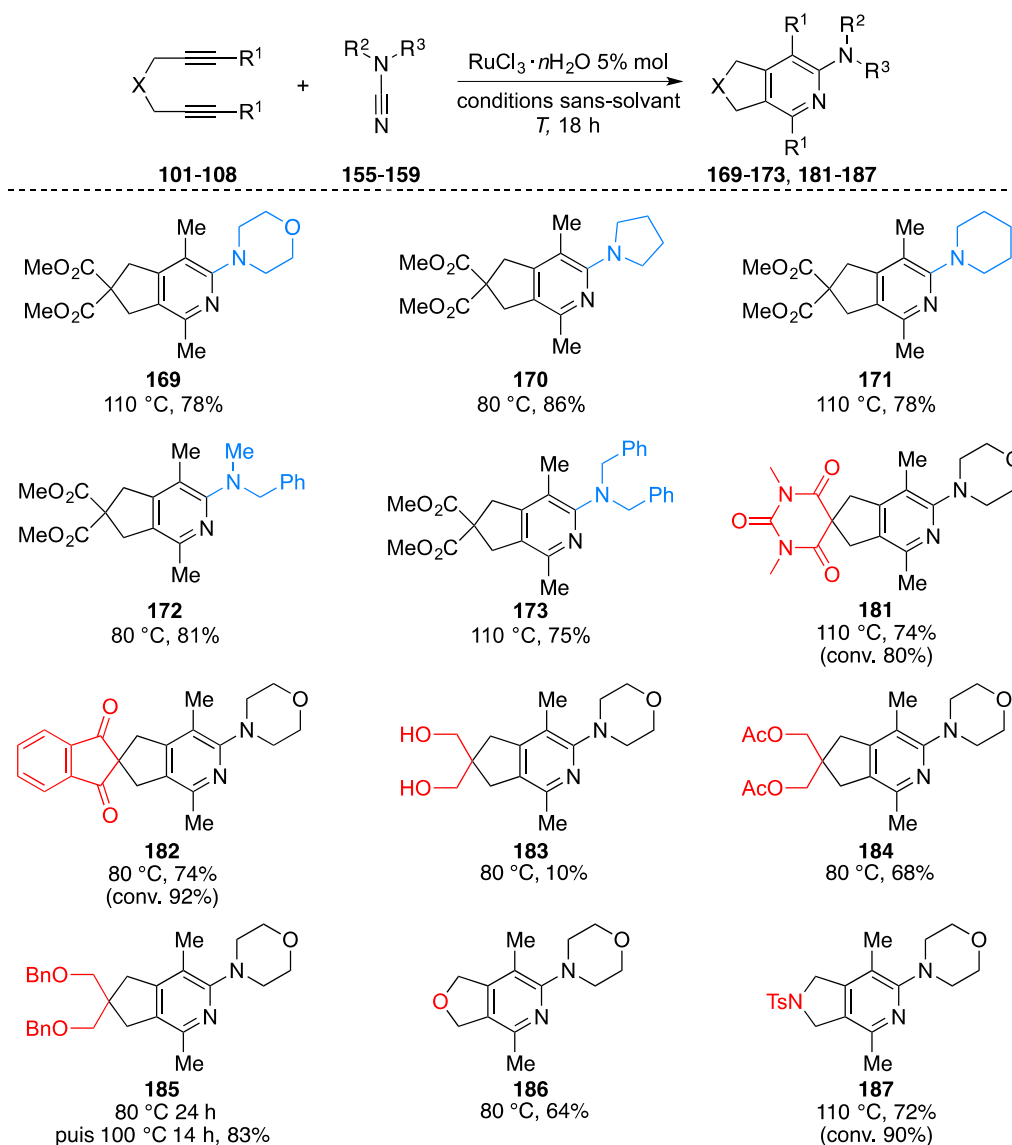 R1 R1 R2
R2 R3 N
R1 N RuCl3 · nH2O 5% mol R3
X + X N
conditions sans-solvant
R1 N T, 18 h R1
101-108 155-159 169-173, 181-187
Me O Me Me
N N N
MeO2C MeO2C MeO2C
MeO2C N MeO2C N MeO2C N
Me Me Me
169 170 171
110 °C, 78% 80 °C, 86% 110 °C, 78%
Me Me Ph Me O
Me Ph Me Ph N O N
N N
MeO2C MeO2C O
MeO2C N MeO2C N N N
O
Me Me Me
172 173 181
80 °C, 81% 110 °C, 75% 110 °C, 74%
(conv. 80%)
O Me O Me O Me O
N HO N AcO N
N HO N AcO N
O Me Me Me
182 183 184
80 °C, 74% 80 °C, 10% 80 °C, 68%
(conv. 92%)
Me O Me O Me O
BnO N N N
BnO N O N TsN N
Me Me Me
185 186 187
80 °C 24 h 80 °C, 64% 110 °C, 72%
puis 100 °C 14 h, 83% (conv. 90%)